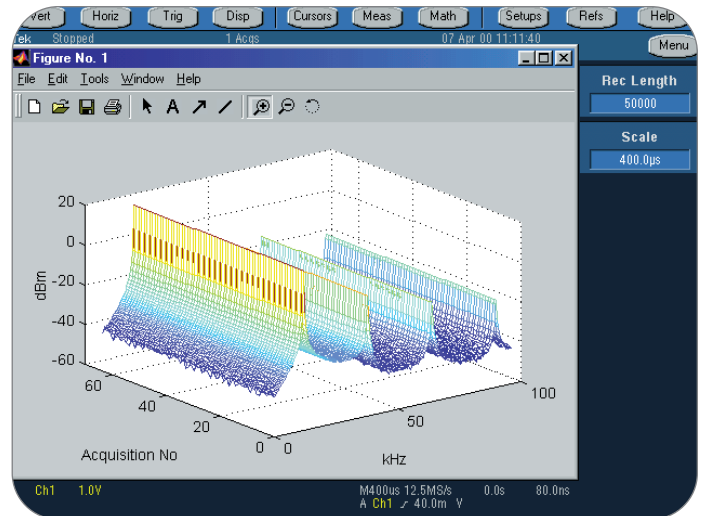 Vert Horiz Trig Disp Cursors Meas Math Setups Refs Help
Tek Stopped 1 Acqs 07 Apr 00 11:11:40
Menu
Figure No. 1
File Edit Tools Window Help
A
Rec Length
50000
Scale
400.0µs
20
0
-20
-40
-60
dBm
60
40
20
0
Acquisition No
0
50
100
kHz
Ch1 1.0V M400us 12.5MS/s 0.0s 80.0ns
A Ch1 40.0m V